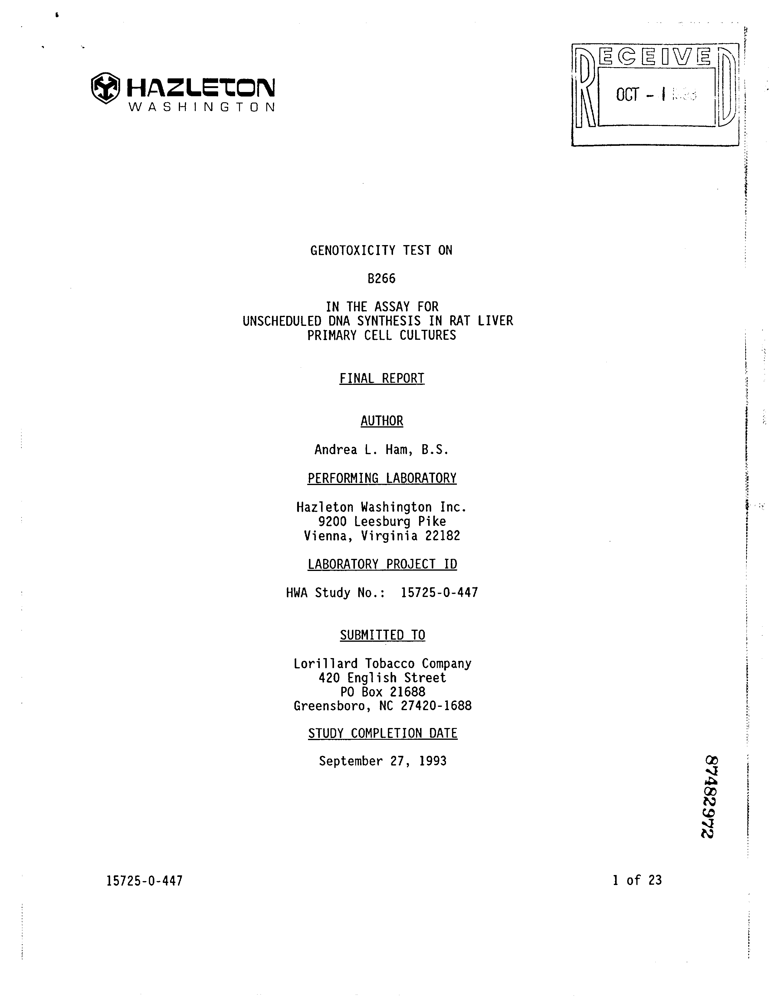 HAZLETON
WASHINGTON
RECEIVED
OCT - 1
GENOTOXICITY TEST ON
B266
IN THE ASSAY FOR
UNSCHEDULED DNA SYNTHESIS IN RAT LIVER
PRIMARY CELL CULTURES
FINAL REPORT
AUTHOR
Andrea L. Ham, B.S.
PERFORMING LABORATORY
Hazleton Washington Inc.
9200 Leesburg Pike
Vienna, Virginia 22182
LABORATORY PROJECT ID
HWA Study No.: 15725-0-447
SUBMITTED TO
Lorillard Tobacco Company
420 English Street
PO Box 21688
Greensboro, NC 27420-1688
STUDY COMPLETION DATE
September 27, 1993
87482972
15725-0-447
1 of 23